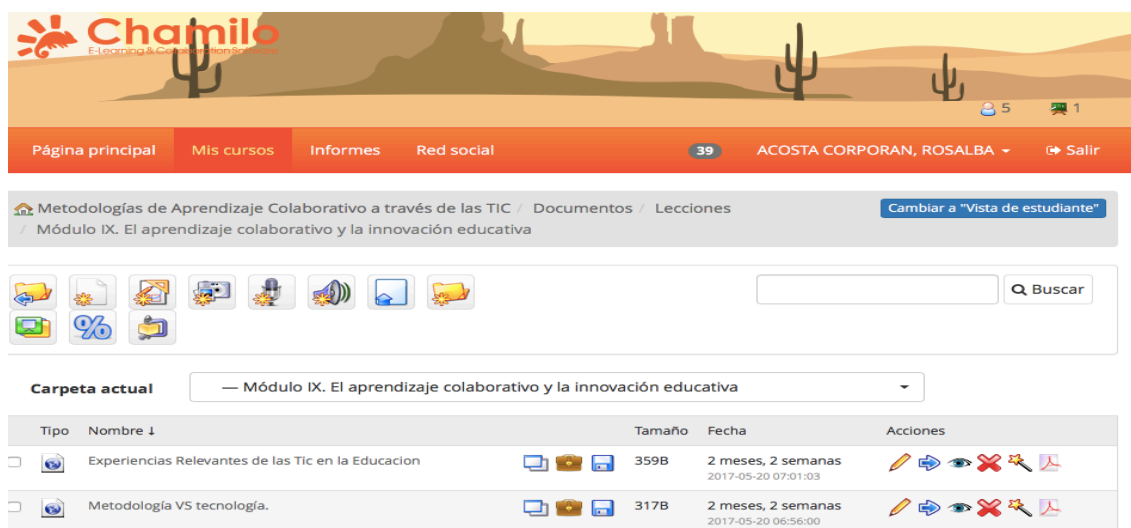 Chamilo
E-Learning & Collaboration Software
5 1
Página principal Mis cursos Informes Red social 39 ACOSTA CORPORAN, ROSALBA Salir
Metodologías de Aprendizaje Colaborativo a través de las TIC / Documentos / Lecciones Cambiar a "Vista de estudiante"
/ Módulo IX. El aprendizaje colaborativo y la innovación educativa
Buscar
Carpeta actual — Módulo IX. El aprendizaje colaborativo y la innovación educativa
Tipo Nombre ↓ Tamaño Fecha Acciones
Experiencias Relevantes de las Tic en la Educacion 359B 2 meses, 2 semanas
2017-05-20 07:01:03
Metodología VS tecnología. 317B 2 meses, 2 semanas
2017-05-20 06:56:00